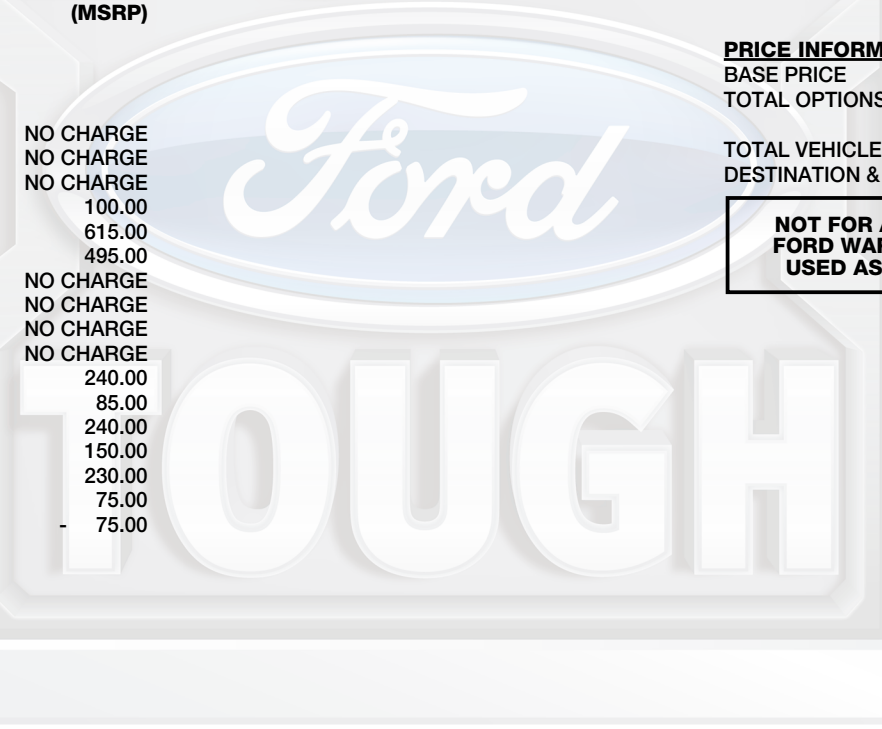 (MSRP)
NO CHARGE
NO CHARGE
NO CHARGE
100.00
615.00
495.00
NO CHARGE
NO CHARGE
NO CHARGE
NO CHARGE
240.00
85.00
240.00
150.00
230.00
75.00
- 75.00
PRICE INFORM
BASE PRICE
TOTAL OPTIONS
TOTAL VEHICLE
DESTINATION &
NOT FOR A
FORD WAR
USED AS
Ford
TOUGH